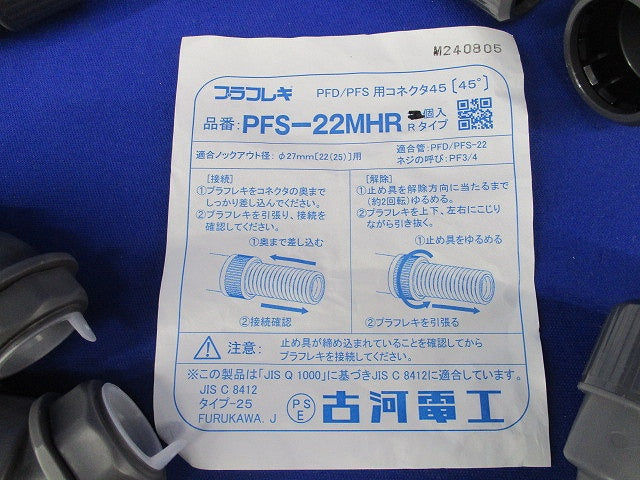 M240805
プラフレキ PFD/PFS 用コネクタ45〔45°〕
品番: PFS-22MHR 個入 Rタイプ
適合ノックアウト径: φ27mm〔22(25)〕用
適合管: PFD/PFS-22
ネジの呼び: PF3/4
[接続]
①プラフレキをコネクタの奥まで
しっかり差し込んでください。
②プラフレキを引張り、接続を
確認してください。
①奥まで差し込む
②接続確認
[解除]
①止め具を解除方向に当たるまで
(約2回転)ゆるめる。
②プラフレキを上下、左右にこじり
ながら引き抜く。
①止め具をゆるめる
②プラフレキを引張る
注意: 止め具が締め込まれていることを確認してから
プラフレキを接続してください。
※この製品は「JIS Q 1000」に基づきJIS C 8412に適合しています。
JIS C 8412
タイプ-25
FURUKAWA. J
PS
E
古河電工